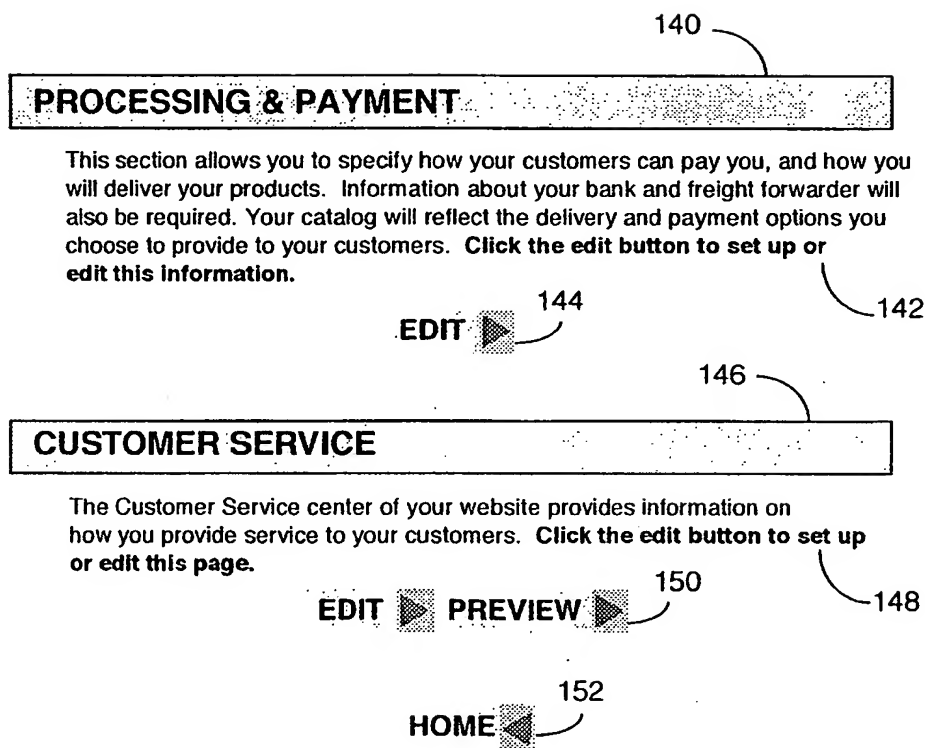 140
PROCESSING & PAYMENT
This section allows you to specify how your customers can pay you, and how you
will deliver your products. Information about your bank and freight forwarder will
also be required. Your catalog will reflect the delivery and payment options you
choose to provide to your customers. Click the edit button to set up or
edit this information.
142
EDIT
144
146
CUSTOMER SERVICE
The Customer Service center of your website provides information on
how you provide service to your customers. Click the edit button to set up
or edit this page.
148
EDIT PREVIEW
150
HOME
152